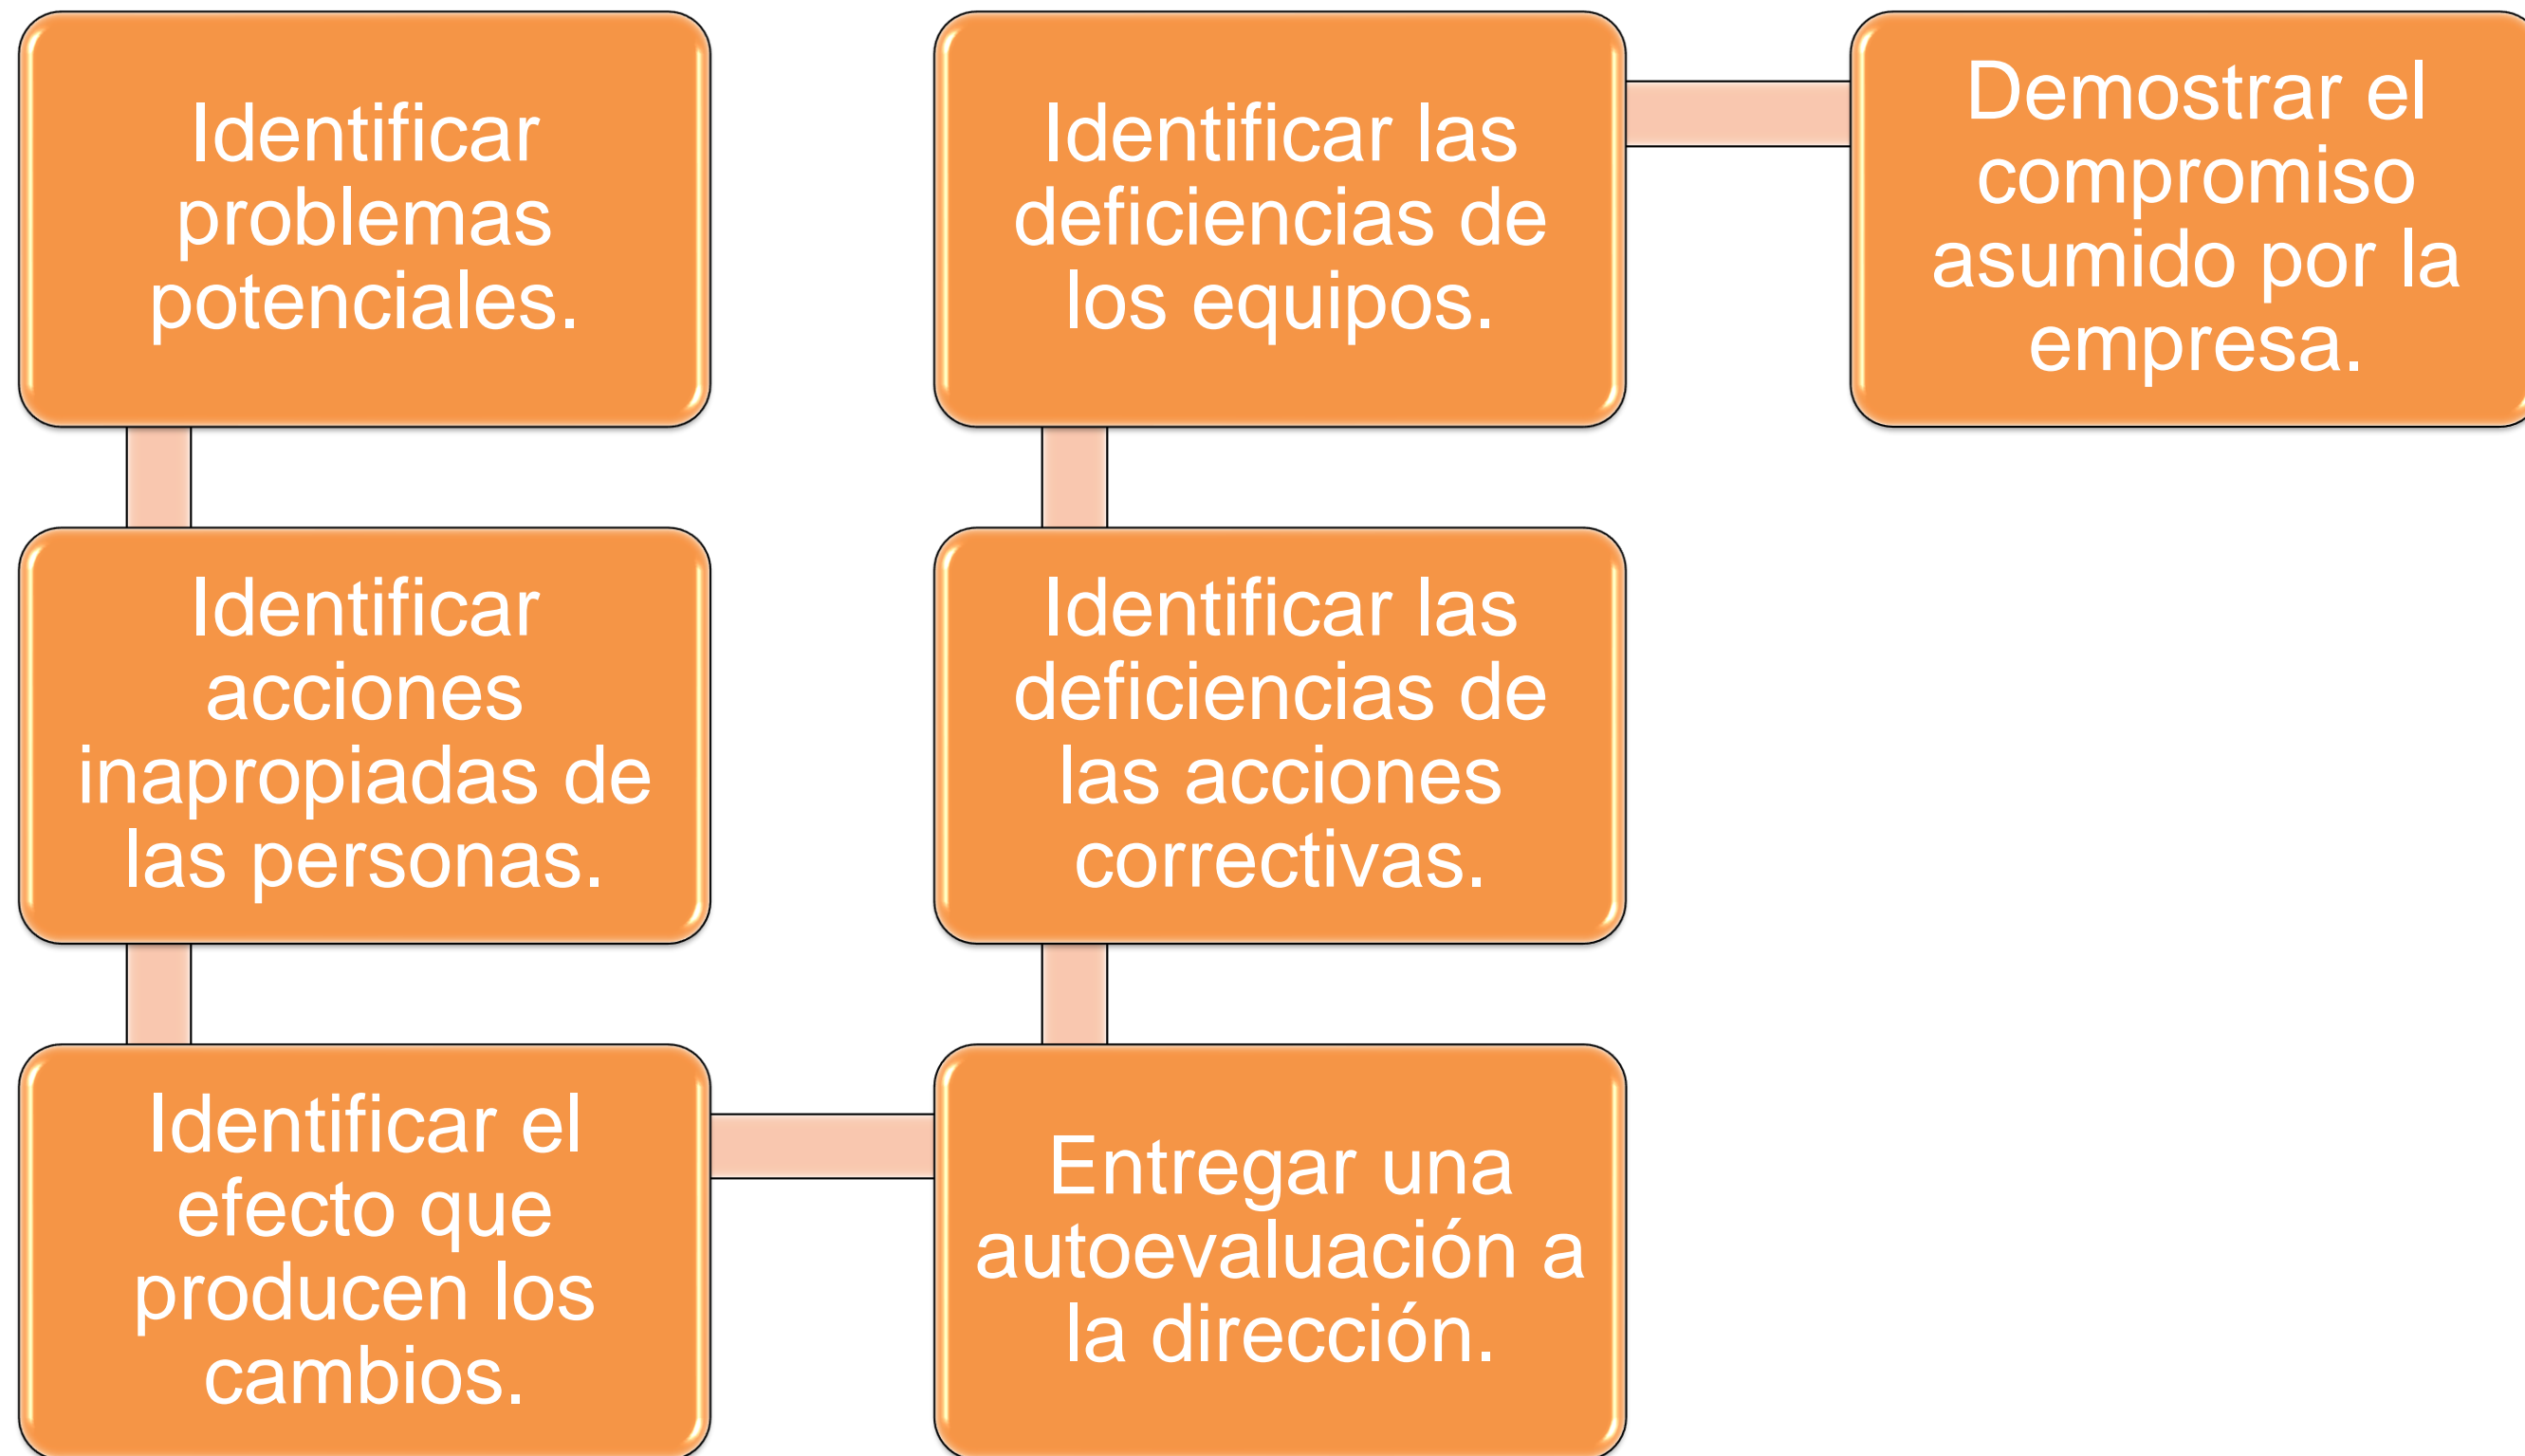 Identificar
problemas
potenciales.
Identificar
acciones
inapropiadas de
las personas.
Identificar el
efecto que
producen los
cambios.
Entregar una
autoevaluación a
la dirección.
Identificar las
deficiencias de
las acciones
correctivas.
Identificar las
deficiencias de
los equipos.
Demostrar el
compromiso
asumido por la
empresa.